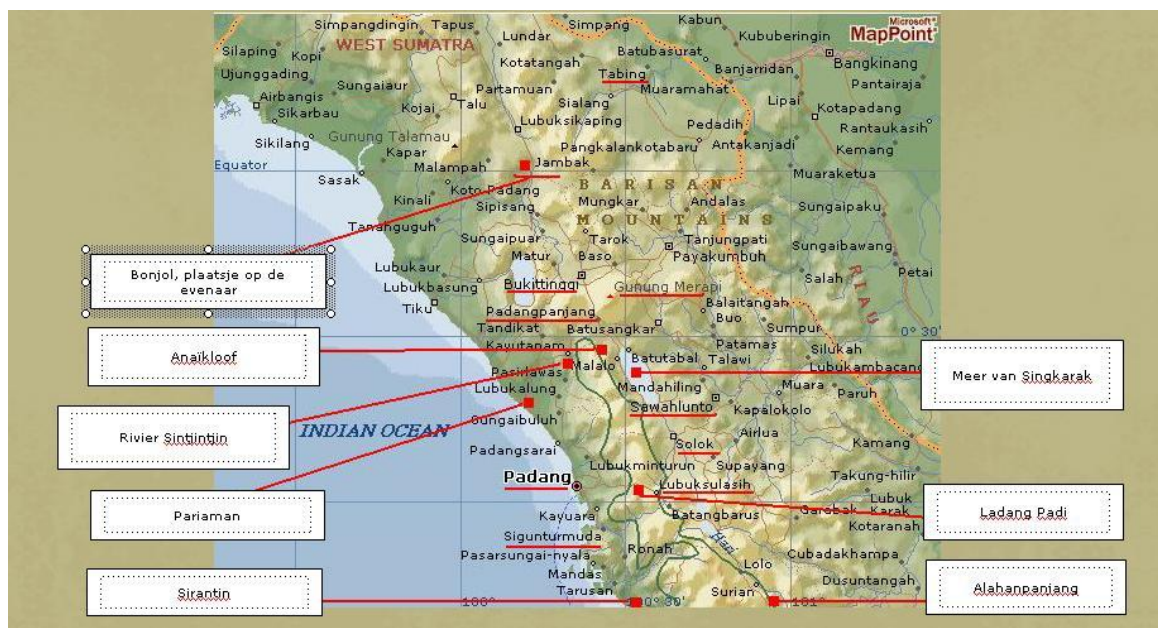 Simpangdingin Tapus Simpang Kabun Microsoft®
Lundar Kububeringin MapPoint®
WEST SUMATRA
Silaping Kopi Kotatangah Batubasurat Banjarridan Bangkinang
Ujunggading Sungaiaur Partamuan Tabing Muaramahat Pantairaja
Airbangis Kojai Talu Sialang Lipai Kotapadang
Sikarbau Lubuksikaping Pedadih Rantaukasih
Sikilang Gunung Talamau Pangkalankotabaru Antakanjadi Kemang
Kapar
Equator Malampah Jambak Muaraketua
Sasak Koto Padang BARISAN
Kinali Sipisang Mungkar Andalas Sungaipaku
MOUNTAINS
Tanahguguh Sungaipuar Tarok Tanjungpati Sungaibawang
Matur Baso Payakumbuh
Bonjol, plaatsje op de
evenaar
Lubukaur Salah Petai
Lubukbasung Bukittinggi Gunung Merapi RIAU
Tiku Balaitangah
Padangpanjang Buo
Tandikat Batusangkar Sumpur 0° 30'
Anaïkloof
Kayutanam Patamas Silukah
Malalo Batutabal Talawi Lubukambacang
Pasirlawas Mandahiling Muara Paruh
Meer van Singkarak
Lubukalung Sawahlunto Kapalokolo
Rivier Sintjintjin
INDIAN OCEAN Sungaibuluh Airlua Kamang
Padangsarai Solok
Padang Lubukminturun Supayang Takung-hilir
Lubuksulasih Lubuk
Pariaman
Kayuara Batangbarus Garabak Karak
Kotaranah
Ladang Padi
Sigunturmuda Hari
Pasarsungai-nyala Ronah Cubadakhampa
Mandas Lolo Dusuntangah
Sirantin
Tarusan Surian
Alahanpanjang
100° 100° 30' 101°